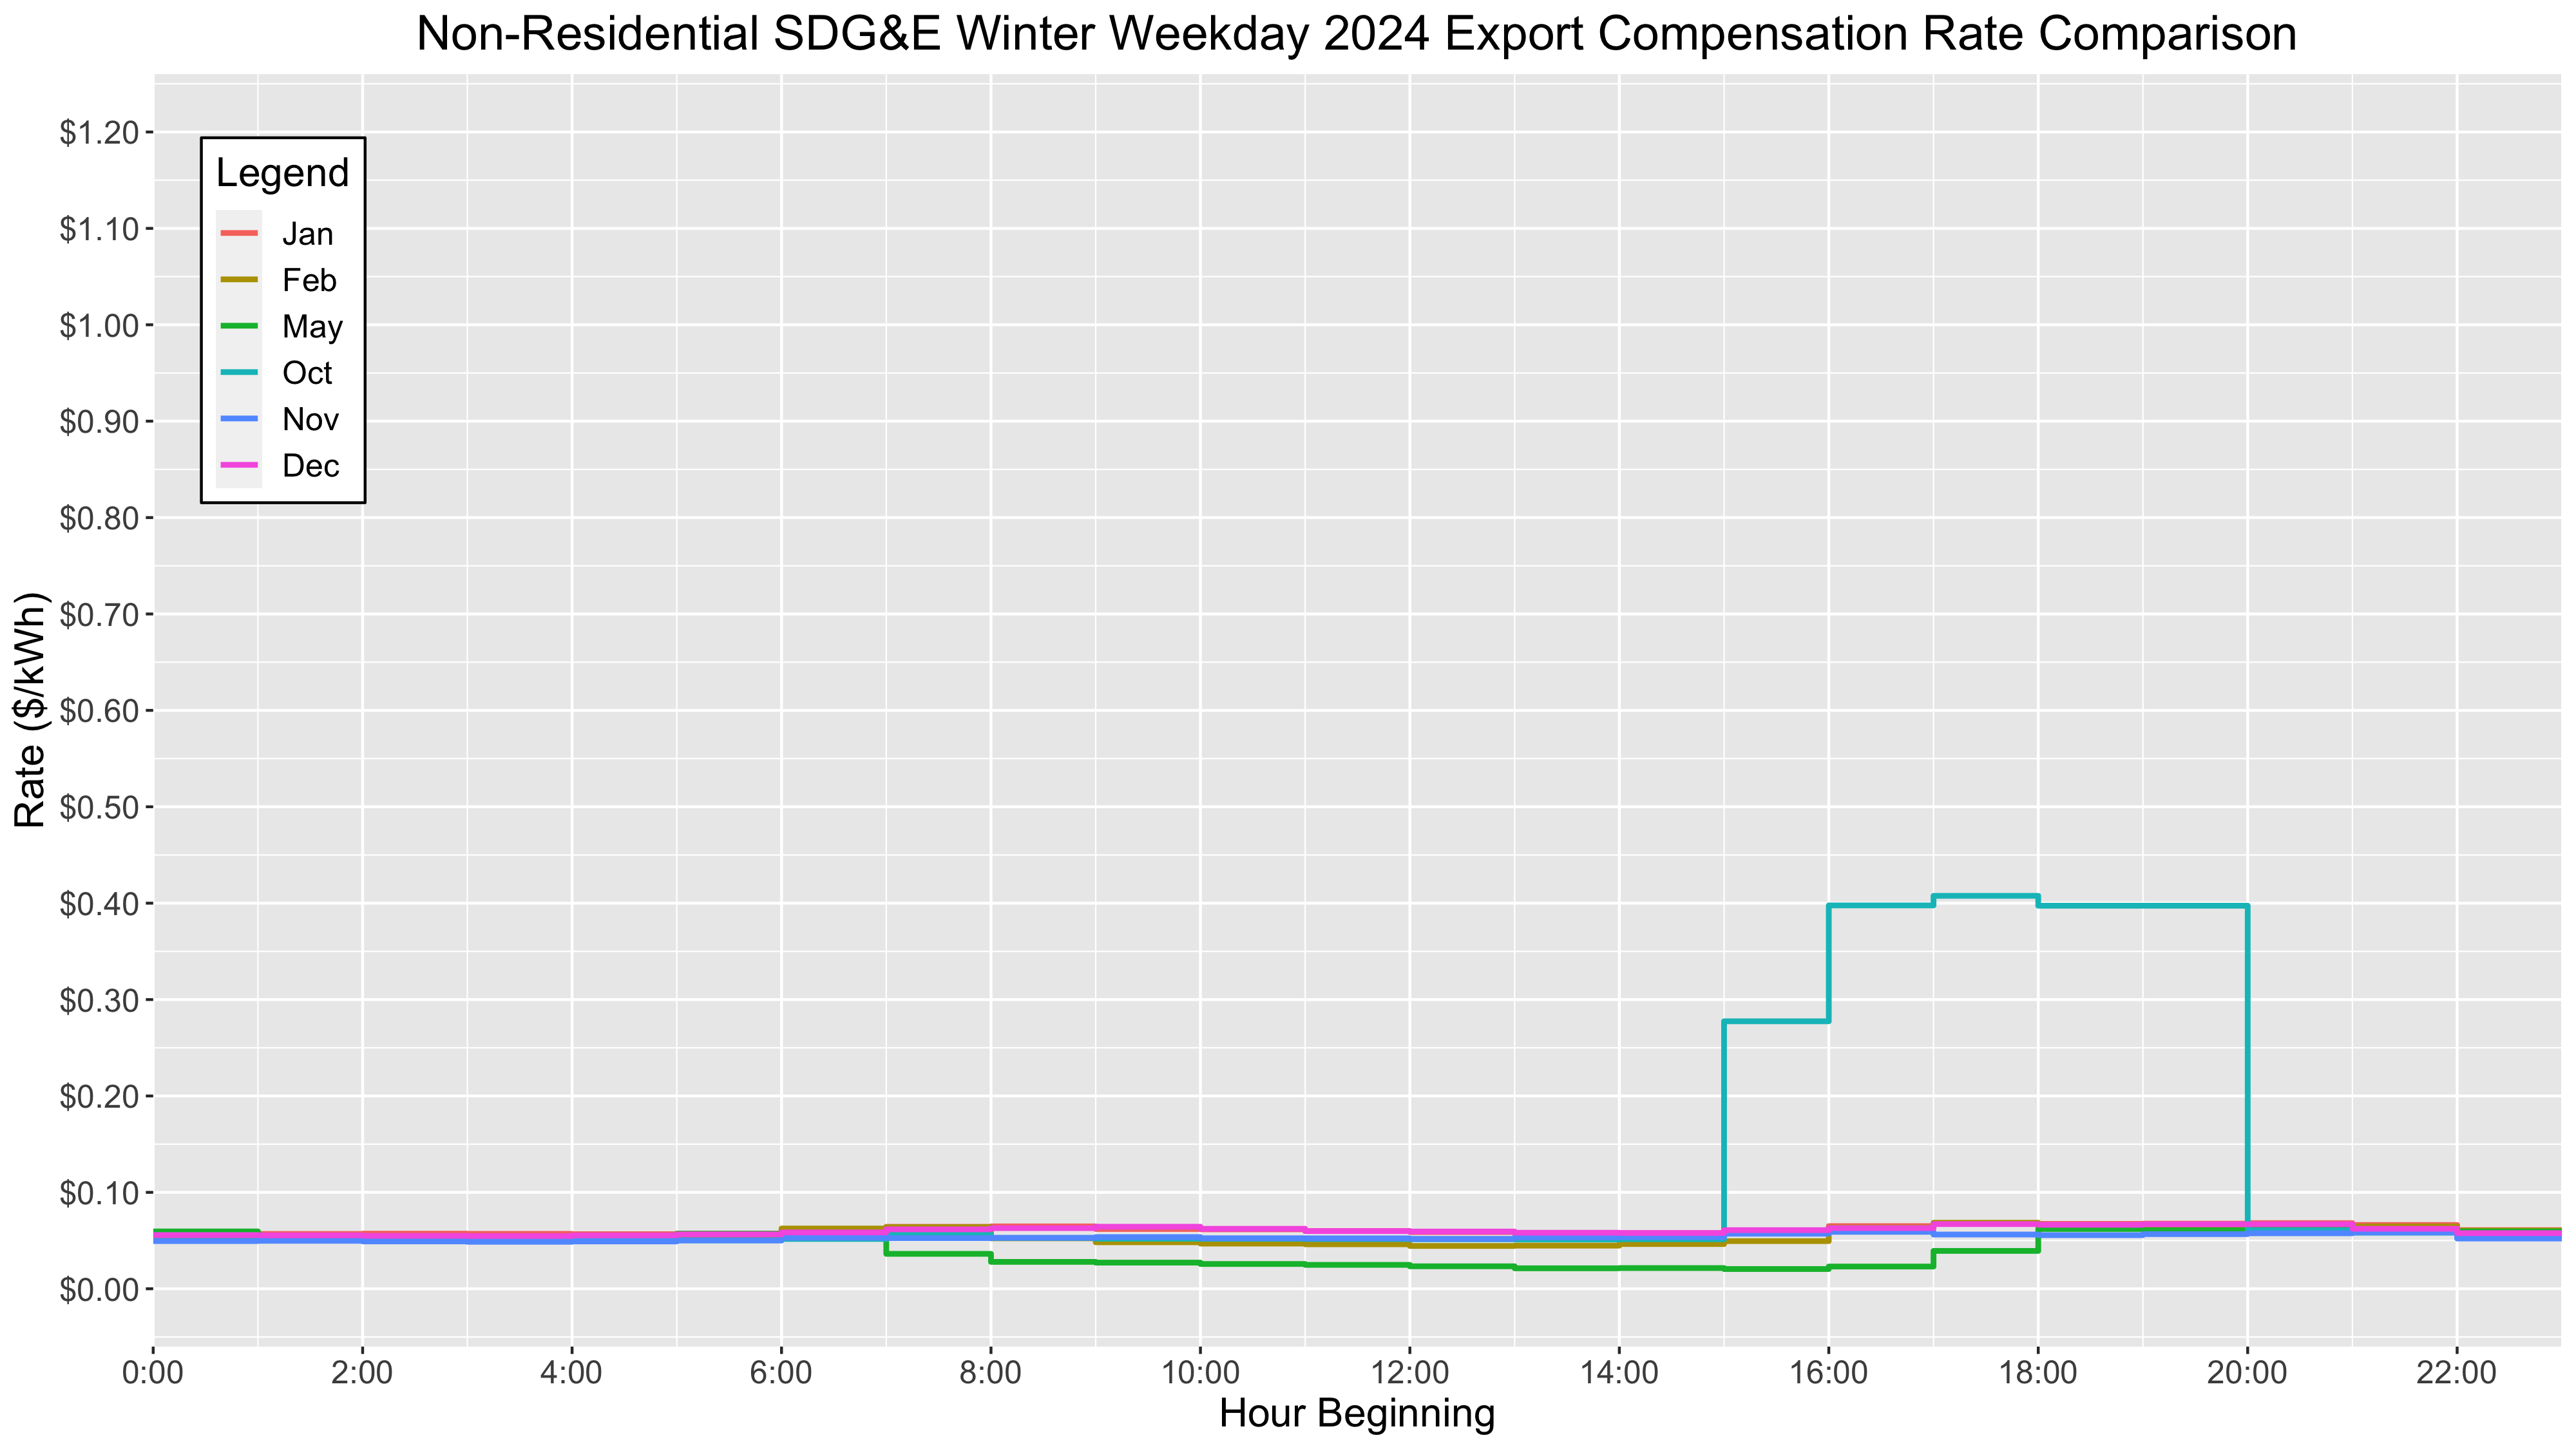 Non-Residential SDG&E Winter Weekday 2024 Export Compensation Rate Comparison
$1.20
$1.10
$1.00
$0.90
$0.80
$0.70
$0.60
$0.50
$0.40
$0.30
$0.20
$0.10
$0.00
Rate ($/kWh)
Legend
Jan
Feb
May
Oct
Nov
Dec
0:00 2:00 4:00 6:00 8:00 10:00 12:00 14:00 16:00 18:00 20:00 22:00
Hour Beginning